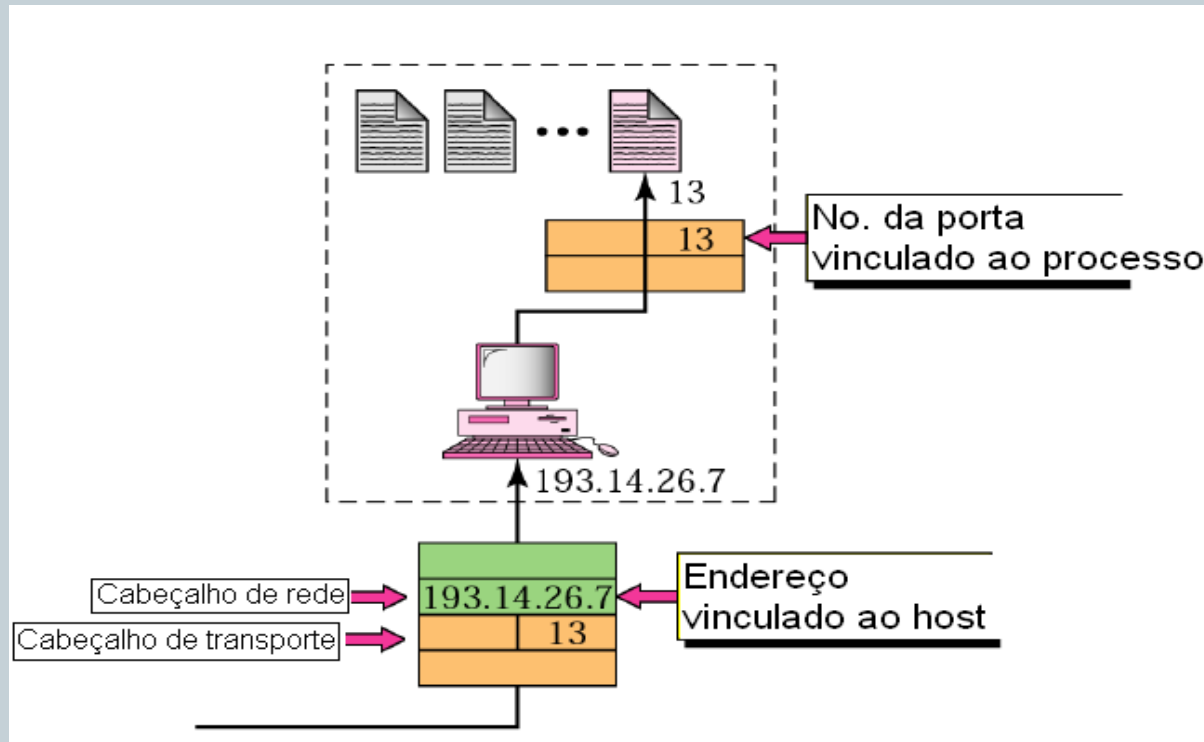 13
13
No. da porta
vinculado ao processo
193.14.26.7
Cabeçalho de rede
193.14.26.7
Endereço
vinculado ao host
Cabeçalho de transporte
13